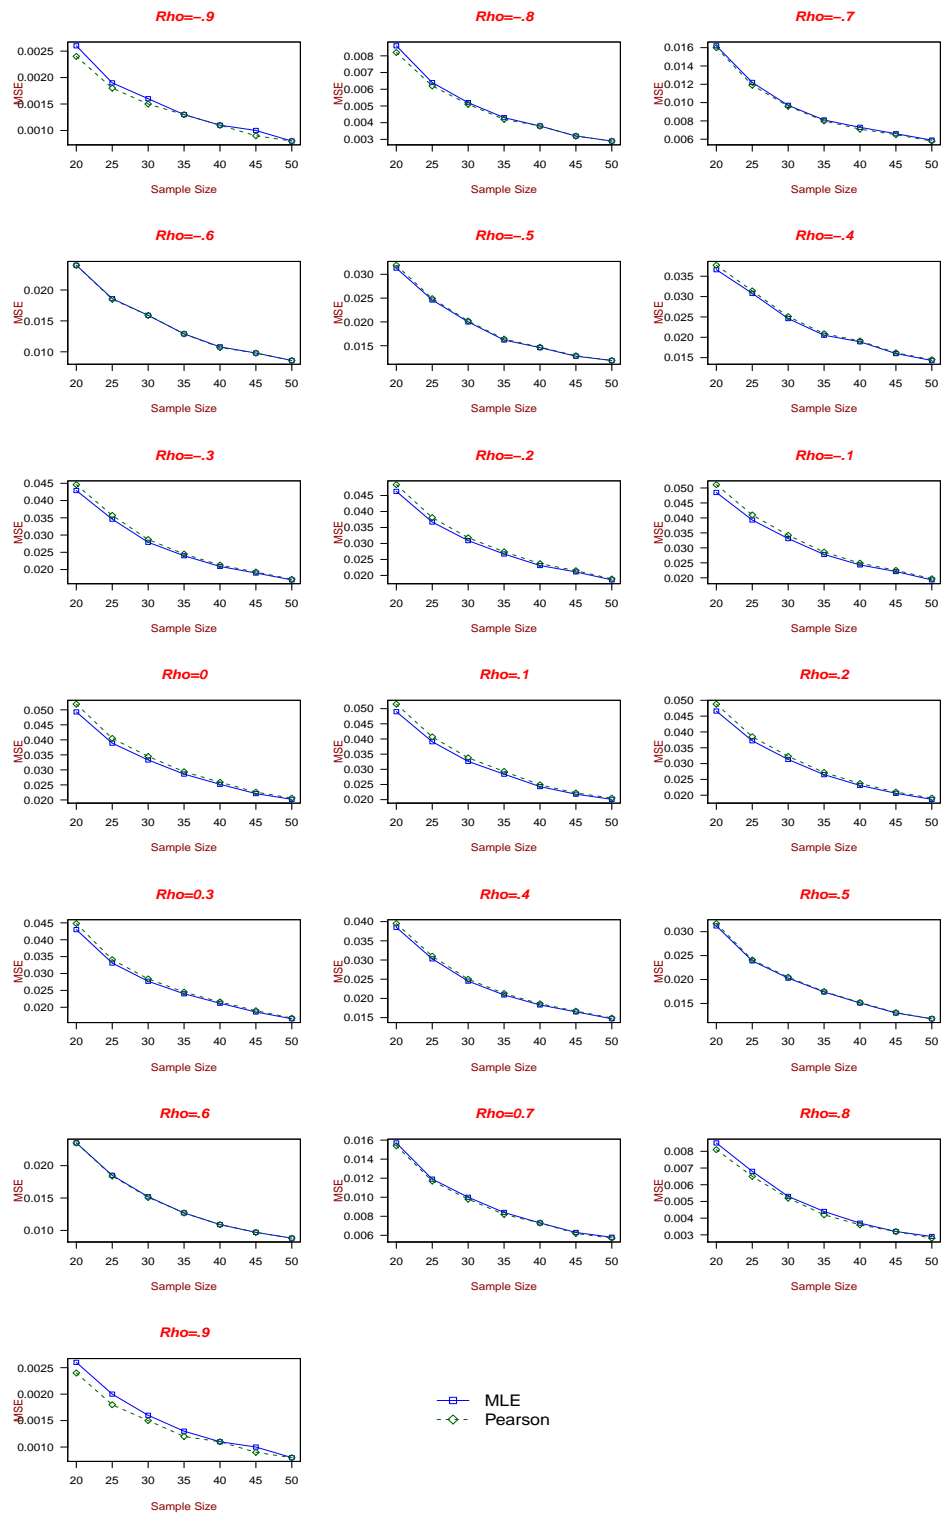 Rho=−.9 Rho=−.8 Rho=−.7
MSE
0.0025
0.0020
0.0015
0.0010
20 25 30 35 40 45 50
Sample Size
MSE
0.008
0.007
0.006
0.005
0.004
0.003
20 25 30 35 40 45 50
Sample Size
MSE
0.016
0.014
0.012
0.010
0.008
0.006
20 25 30 35 40 45 50
Sample Size
Rho=−.6 Rho=−.5 Rho=−.4
MSE
0.020
0.015
0.010
20 25 30 35 40 45 50
Sample Size
MSE
0.030
0.025
0.020
0.015
20 25 30 35 40 45 50
Sample Size
MSE
0.035
0.030
0.025
0.020
0.015
20 25 30 35 40 45 50
Sample Size
Rho=−.3 Rho=−.2 Rho=−.1
MSE
0.045
0.040
0.035
0.030
0.025
0.020
20 25 30 35 40 45 50
Sample Size
MSE
0.045
0.040
0.035
0.030
0.025
0.020
20 25 30 35 40 45 50
Sample Size
MSE
0.050
0.045
0.040
0.035
0.030
0.025
0.020
20 25 30 35 40 45 50
Sample Size
Rho=0 Rho=.1 Rho=.2
MSE
0.050
0.045
0.040
0.035
0.030
0.025
0.020
20 25 30 35 40 45 50
Sample Size
MSE
0.050
0.045
0.040
0.035
0.030
0.025
0.020
20 25 30 35 40 45 50
Sample Size
MSE
0.050
0.045
0.040
0.035
0.030
0.025
0.020
20 25 30 35 40 45 50
Sample Size
Rho=0.3 Rho=.4 Rho=.5
MSE
0.045
0.040
0.035
0.030
0.025
0.020
20 25 30 35 40 45 50
Sample Size
MSE
0.040
0.035
0.030
0.025
0.020
0.015
20 25 30 35 40 45 50
Sample Size
MSE
0.030
0.025
0.020
0.015
20 25 30 35 40 45 50
Sample Size
Rho=.6 Rho=0.7 Rho=.8
MSE
0.020
0.015
0.010
20 25 30 35 40 45 50
Sample Size
MSE
0.016
0.014
0.012
0.010
0.008
0.006
20 25 30 35 40 45 50
Sample Size
MSE
0.008
0.007
0.006
0.005
0.004
0.003
20 25 30 35 40 45 50
Sample Size
Rho=.9
MSE
0.0025
0.0020
0.0015
0.0010
20 25 30 35 40 45 50
Sample Size
MLE
Pearson